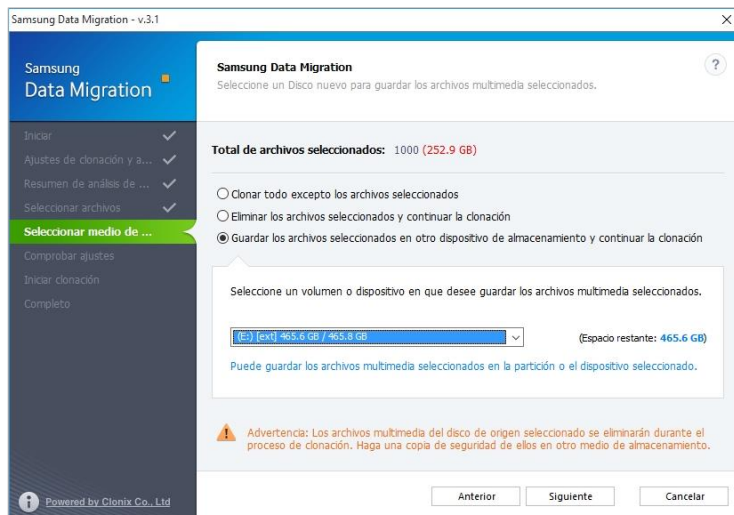 Samsung Data Migration - v.3.1
Samsung
Data Migration
Iniciar
Ajustes de clonación y a...
Resumen de análisis de ...
Seleccionar archivos
Seleccionar medio de ...
Comprobar ajustes
Iniciar clonación
Completo
Powered by Clonix Co., Ltd
Samsung Data Migration
Seleccione un Disco nuevo para guardar los archivos multimedia seleccionados.
?
Total de archivos seleccionados: 1000 (252.9 GB)
Clonar todo excepto los archivos seleccionados
Eliminar los archivos seleccionados y continuar la clonación
Guardar los archivos seleccionados en otro dispositivo de almacenamiento y continuar la clonación
Seleccione un volumen o dispositivo en que desee guardar los archivos multimedia seleccionados.
(E:) [ext] 465.6 GB / 465.8 GB
(Espacio restante: 465.6 GB)
Puede guardar los archivos multimedia seleccionados en la partición o el dispositivo seleccionado.
Advertencia: Los archivos multimedia del disco de origen seleccionado se eliminarán durante el
proceso de clonación. Haga una copia de seguridad de ellos en otro medio de almacenamiento.
Anterior
Siguiente
Cancelar